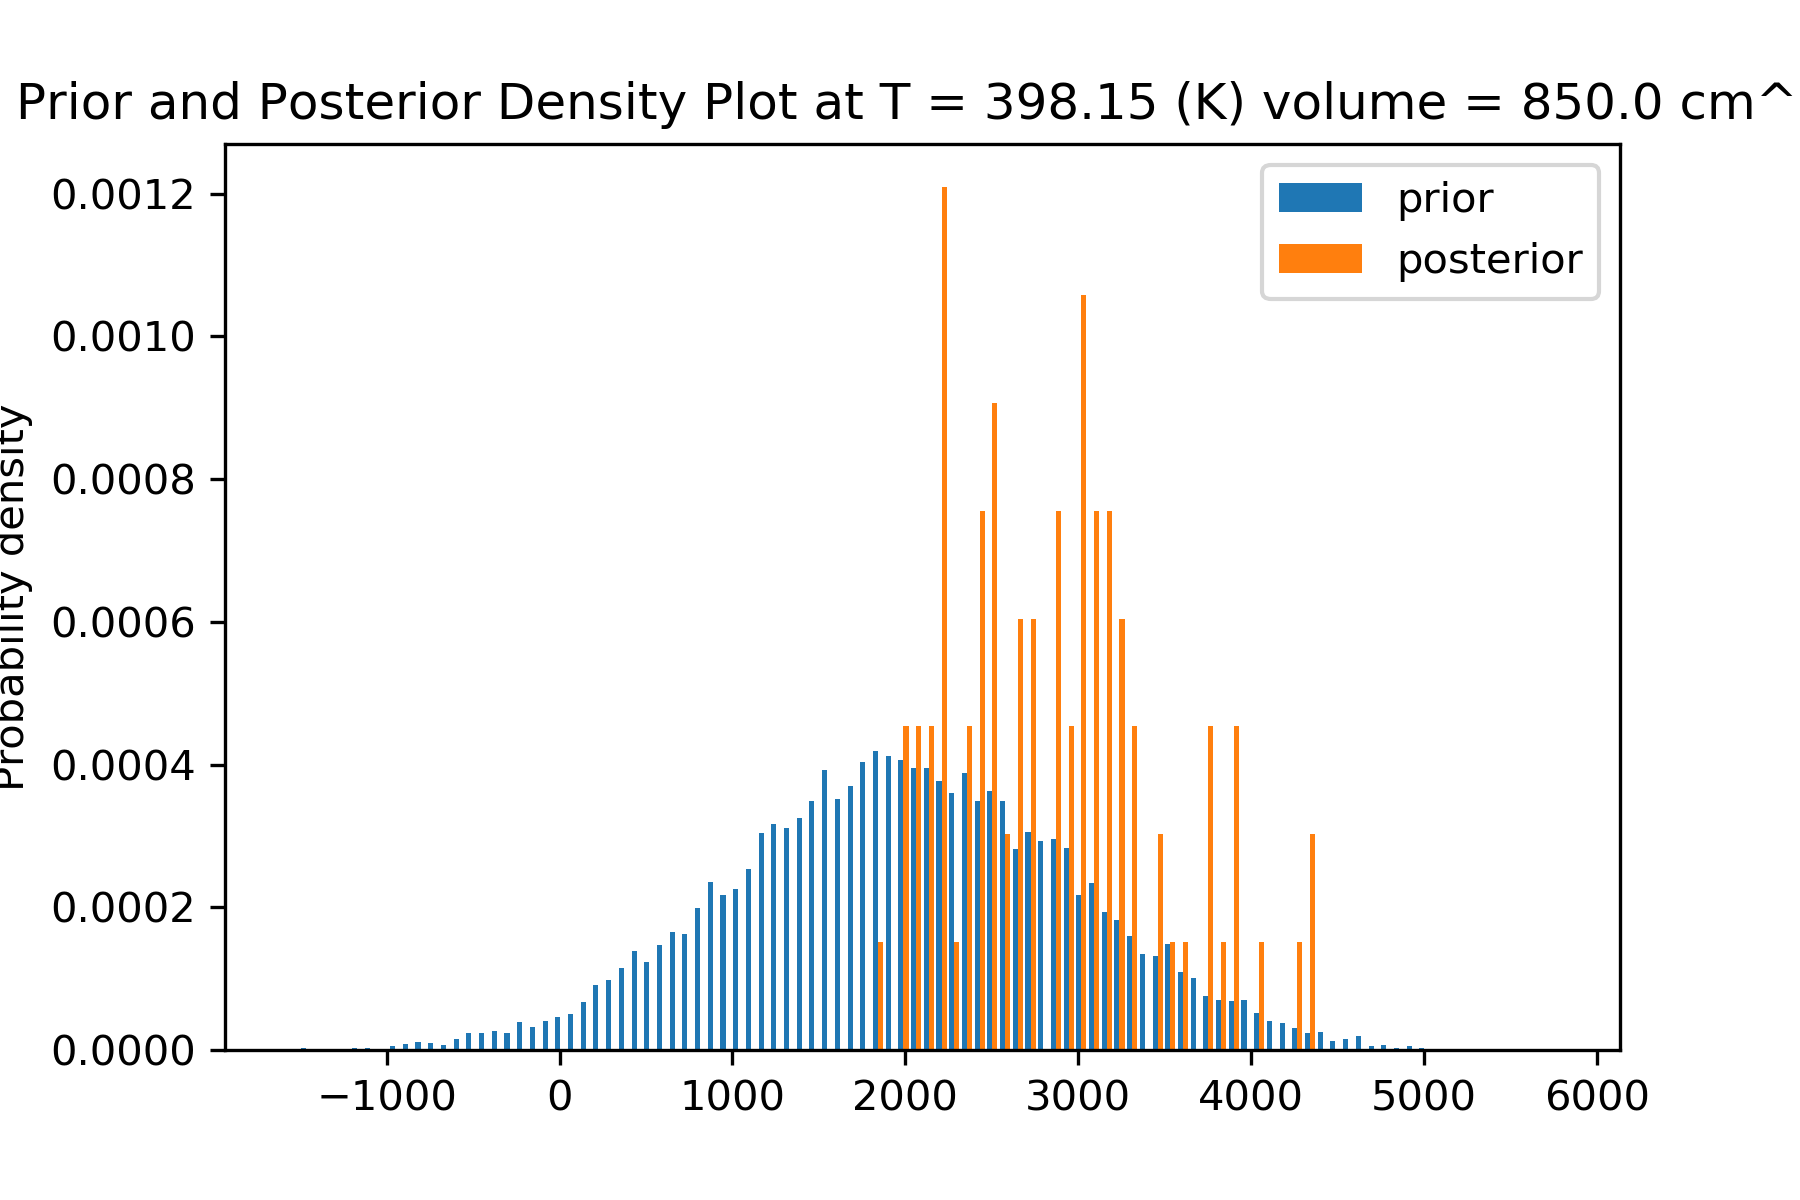 Prior and Posterior Density Plot at T = 398.15 (K) volume = 850.0 cm^
prior
posterior
Probability density
0.0012
0.0010
0.0008
0.0006
0.0004
0.0002
0.0000
−1000 0 1000 2000 3000 4000 5000 6000